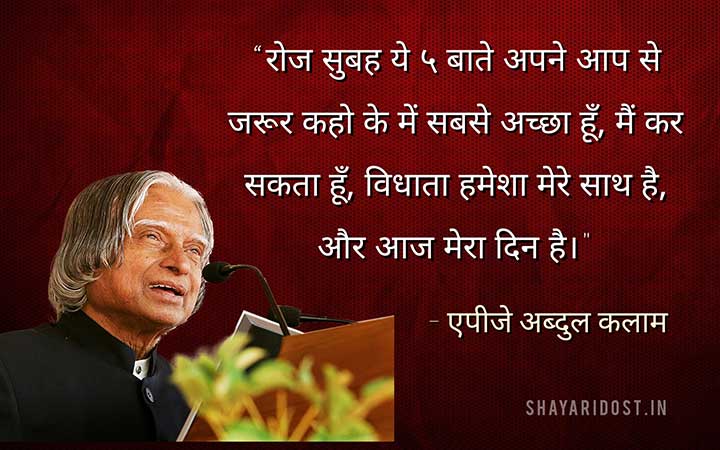 “रोज सुबह ये ५ बाते अपने आप से
जरूर कहो के में सबसे अच्छा हूँ, मैं कर
सकता हूँ, विधाता हमेशा मेरे साथ है,
और आज मेरा दिन है।"
- एपीजे अब्दुल कलाम
SHAYARIDOST.IN